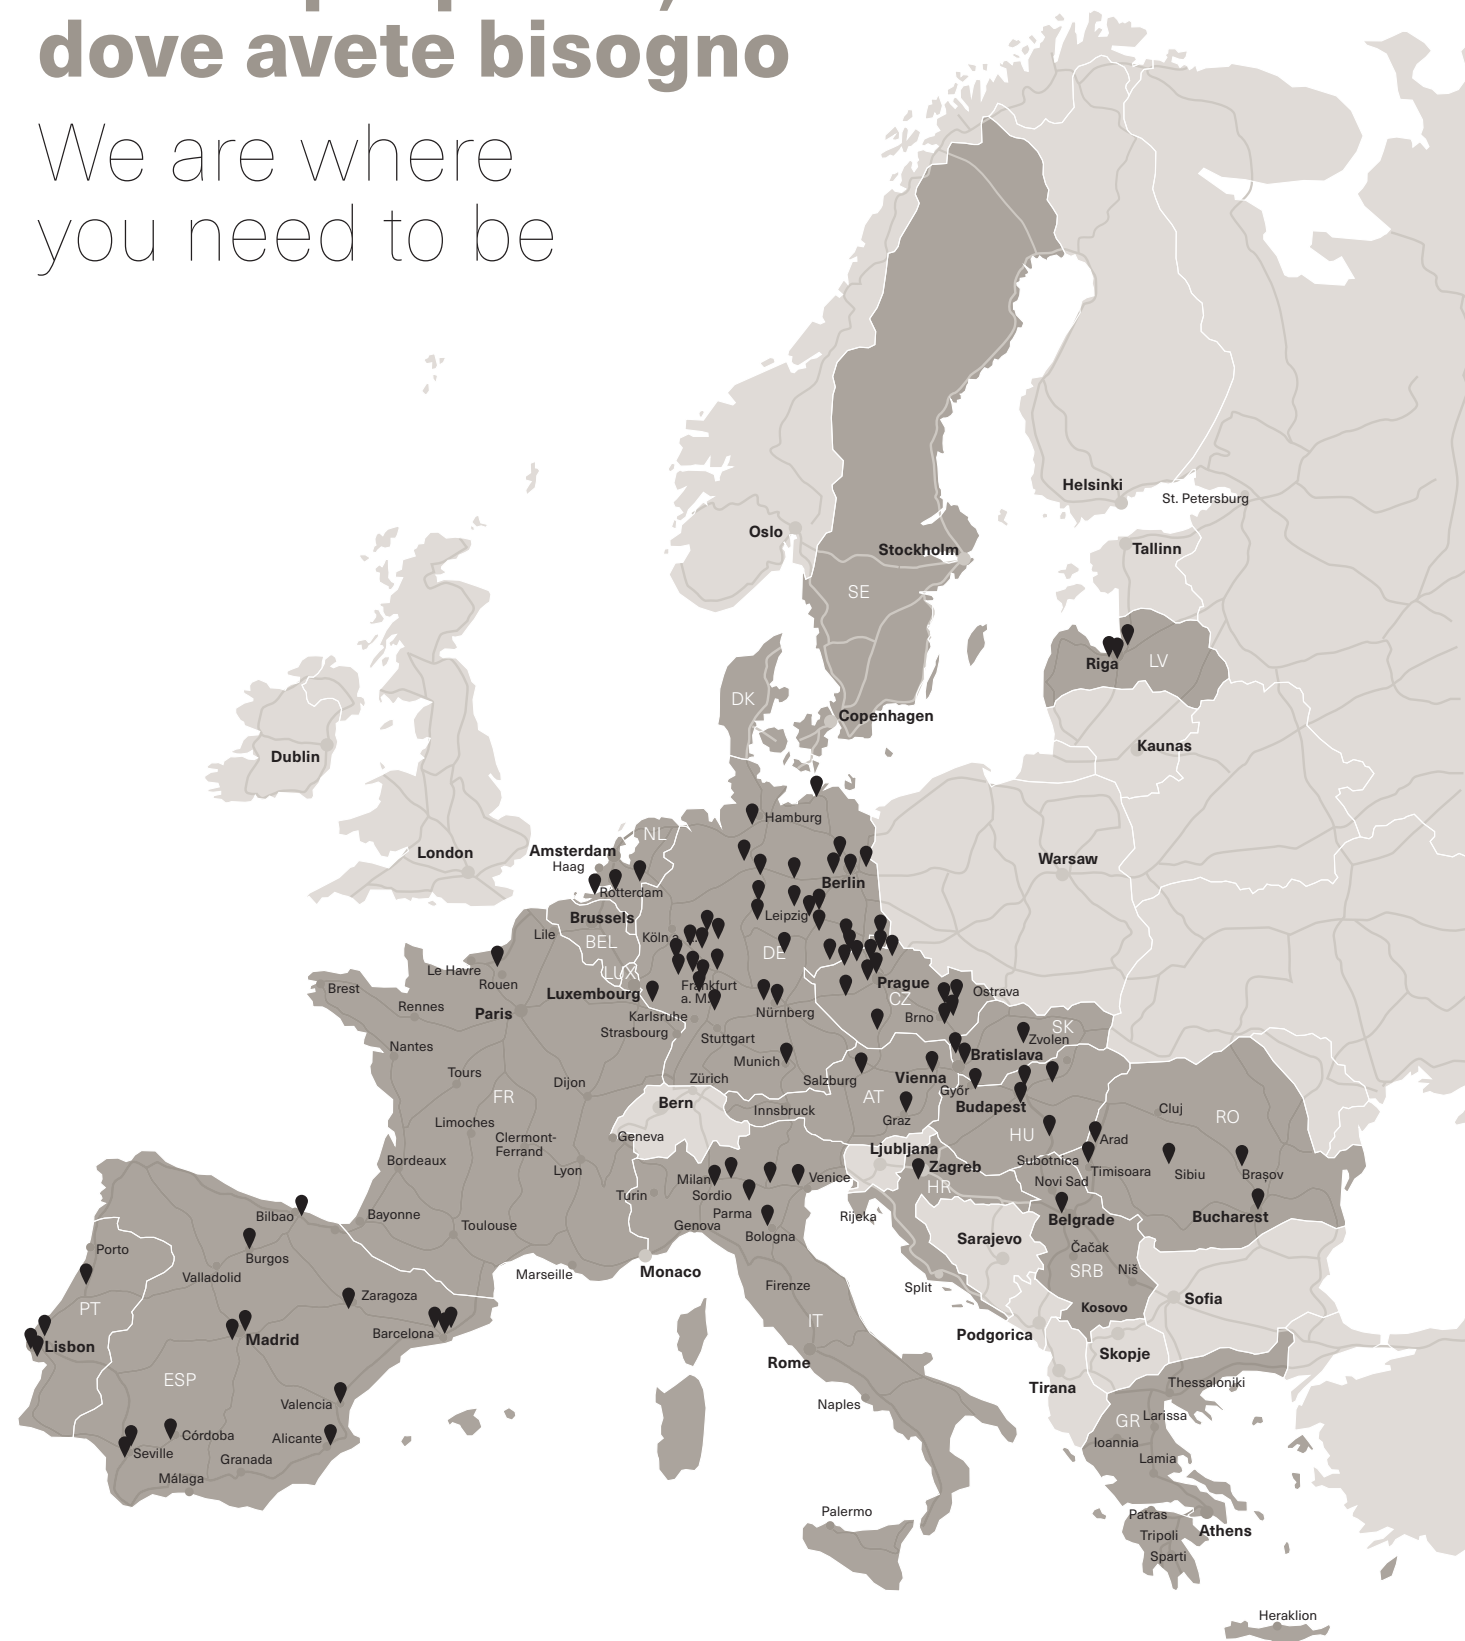 dove avete bisogno
We are where
you need to be
Helsinki
St. Petersburg
Oslo
Stockholm
Tallinn
SE
Riga
LV
DK
Copenhagen
Kaunas
Dublin
Hamburg
NL
Amsterdam
London
Haag
Warsaw
Berlin
Rotterdam
Brussels
Leipzig
Lile
BEL
Köln a.
DE
Le Havre
LUX
Rouen
Brest
Luxembourg
Frankfurt
a. M.
Prague
CZ
Ostrava
Rennes
Paris
Karlsruhe
Nürnberg
Brno
SK
Strasbourg
Stuttgart
Zvolen
Nantes
Munich
Bratislava
Tours
Dijon
Zürich
Salzburg
Vienna
Győr
FR
Bern
Innsbruck
AT
Budapest
Limoches
Graz
Cluj
RO
Clermont-
Ferrand
Geneva
HU
Arad
Ljubljana
Bordeaux
Lyon
Milan
Venice
Zagreb
Subotnica
Timisoara
Sibiu
Brașov
Turin
Sordio
HR
Novi Sad
Bilbao
Bayonne
Toulouse
Parma
Rijeka
Belgrade
Bucharest
Genova
Bologna
Porto
Burgos
Sarajevo
Čačak
Valladolid
Marseille
Monaco
SRB
Niš
Zaragoza
Firenze
Split
PT
Kosovo
Sofia
Lisbon
Madrid
Barcelona
IT
Podgorica
Rome
Skopje
ESP
Tirana
Thessaloniki
Valencia
Naples
GR
Larissa
Córdoba
Alicante
Ioannia
Seville
Granada
Lamia
Málaga
Palermo
Patras
Athens
Tripoli
Sparti
Heraklion